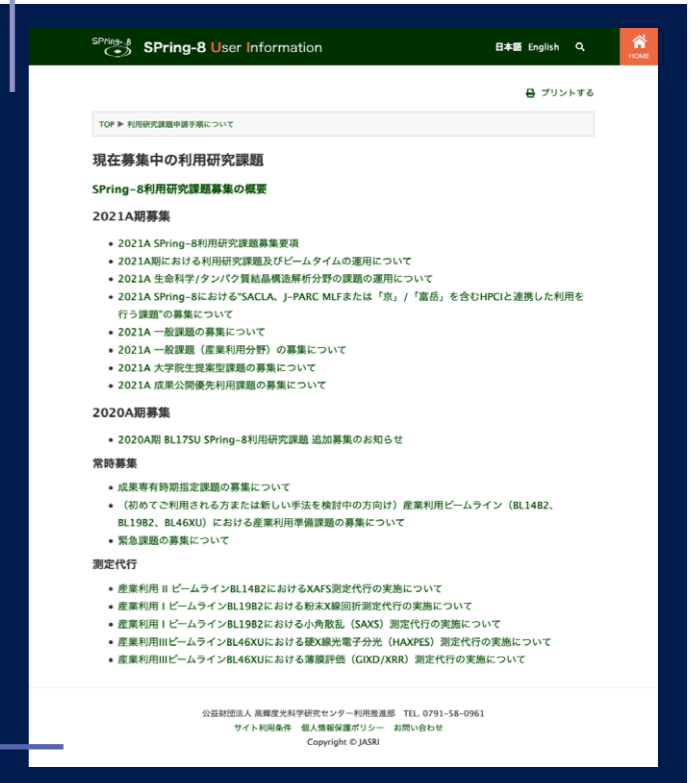 SPring-8
SPring-8 User Information
日本語 English
HOME
プリントする
TOP ▶ 利用研究課題申請手順について
現在募集中の利用研究課題
SPring-8利用研究課題募集の概要
2021A期募集
• 2021A SPring-8利用研究課題募集要項
• 2021A期における利用研究課題及びビームタイムの運用について
• 2021A 生命科学/タンパク質結晶構造解析分野の課題の運用について
• 2021A SPring-8における"SACLA、J-PARC MLFまたは「京」/「富岳」を含むHPCIと連携した利用を
行う課題"の募集について
• 2021A 一般課題の募集について
• 2021A 一般課題（産業利用分野）の募集について
• 2021A 大学院生提案型課題の募集について
• 2021A 成果公開優先利用課題の募集について
2020A期募集
• 2020A期 BL17SU SPring-8利用研究課題 追加募集のお知らせ
常時募集
• 成果専有時期指定課題の募集について
• （初めてご利用される方または新しい手法を検討中の方向け）産業利用ビームライン（BL14B2、
BL19B2、BL46XU）における産業利用準備課題の募集について
• 緊急課題の募集について
測定代行
• 産業利用 II ビームラインBL14B2におけるXAFS測定代行の実施について
• 産業利用 I ビームラインBL19B2における粉末X線回折測定代行の実施について
• 産業利用 I ビームラインBL19B2における小角散乱（SAXS）測定代行の実施について
• 産業利用IIIビームラインBL46XUにおける硬X線光電子分光（HAXPES）測定代行の実施について
• 産業利用IIIビームラインBL46XUにおける薄膜評価（GIXD/XRR）測定代行の実施について
公益財団法人 高輝度光科学研究センター利用推進部 TEL. 0791-58-0961
サイト利用条件 個人情報保護ポリシー お問い合わせ
Copyright © JASRI